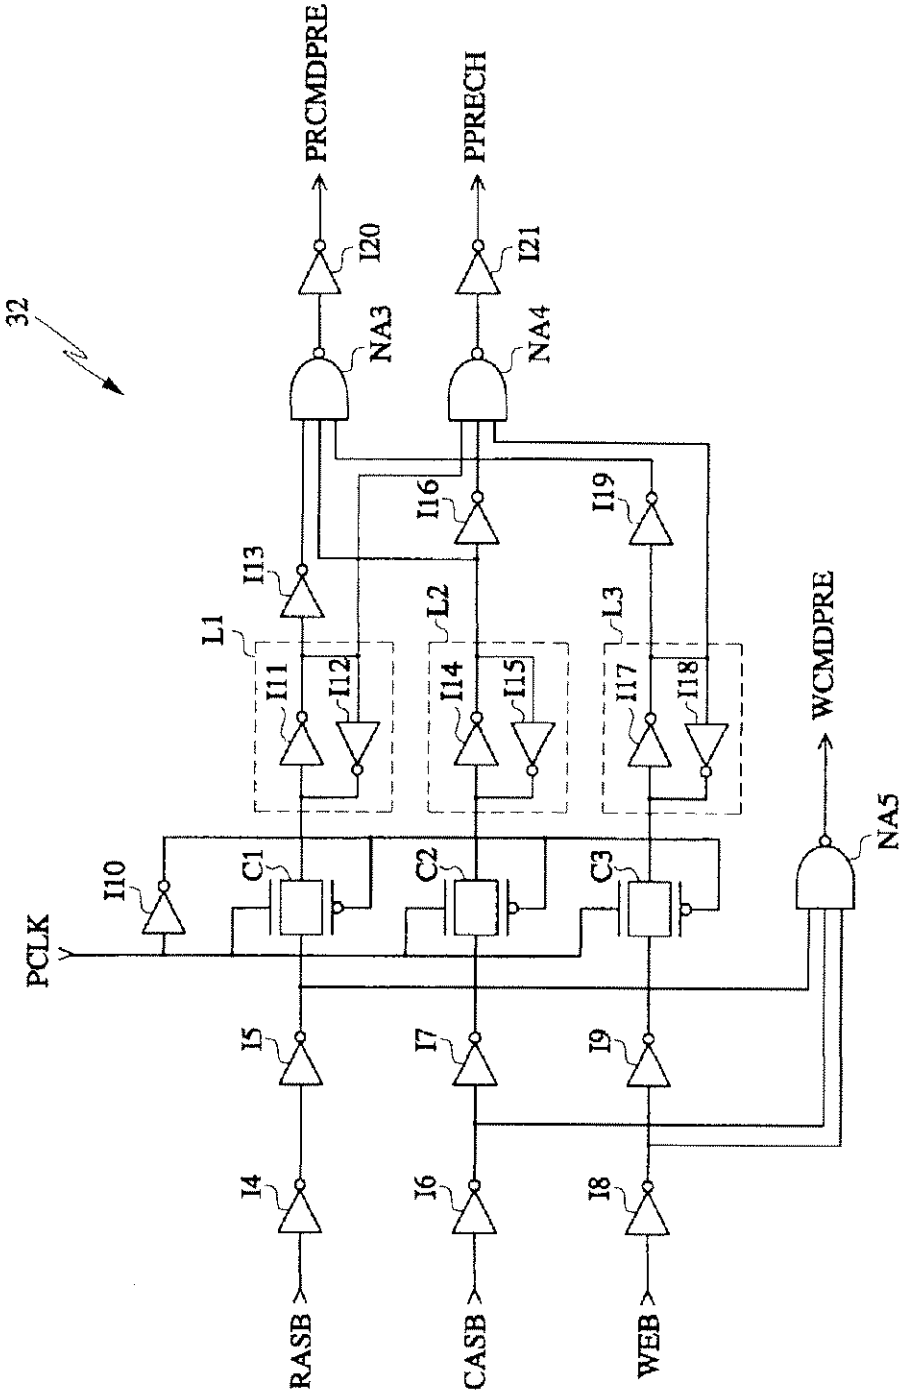 32
PCLK
I10
RASB
I4
I5
C1
L1
I11
I12
I13
NA3
I20
PRCMDPRE
CASB
I6
I7
C2
L2
I14
I15
I16
NA4
I21
PPRECH
WEB
I8
I9
C3
L3
I17
I18
I19
NA5
WCMDPRE